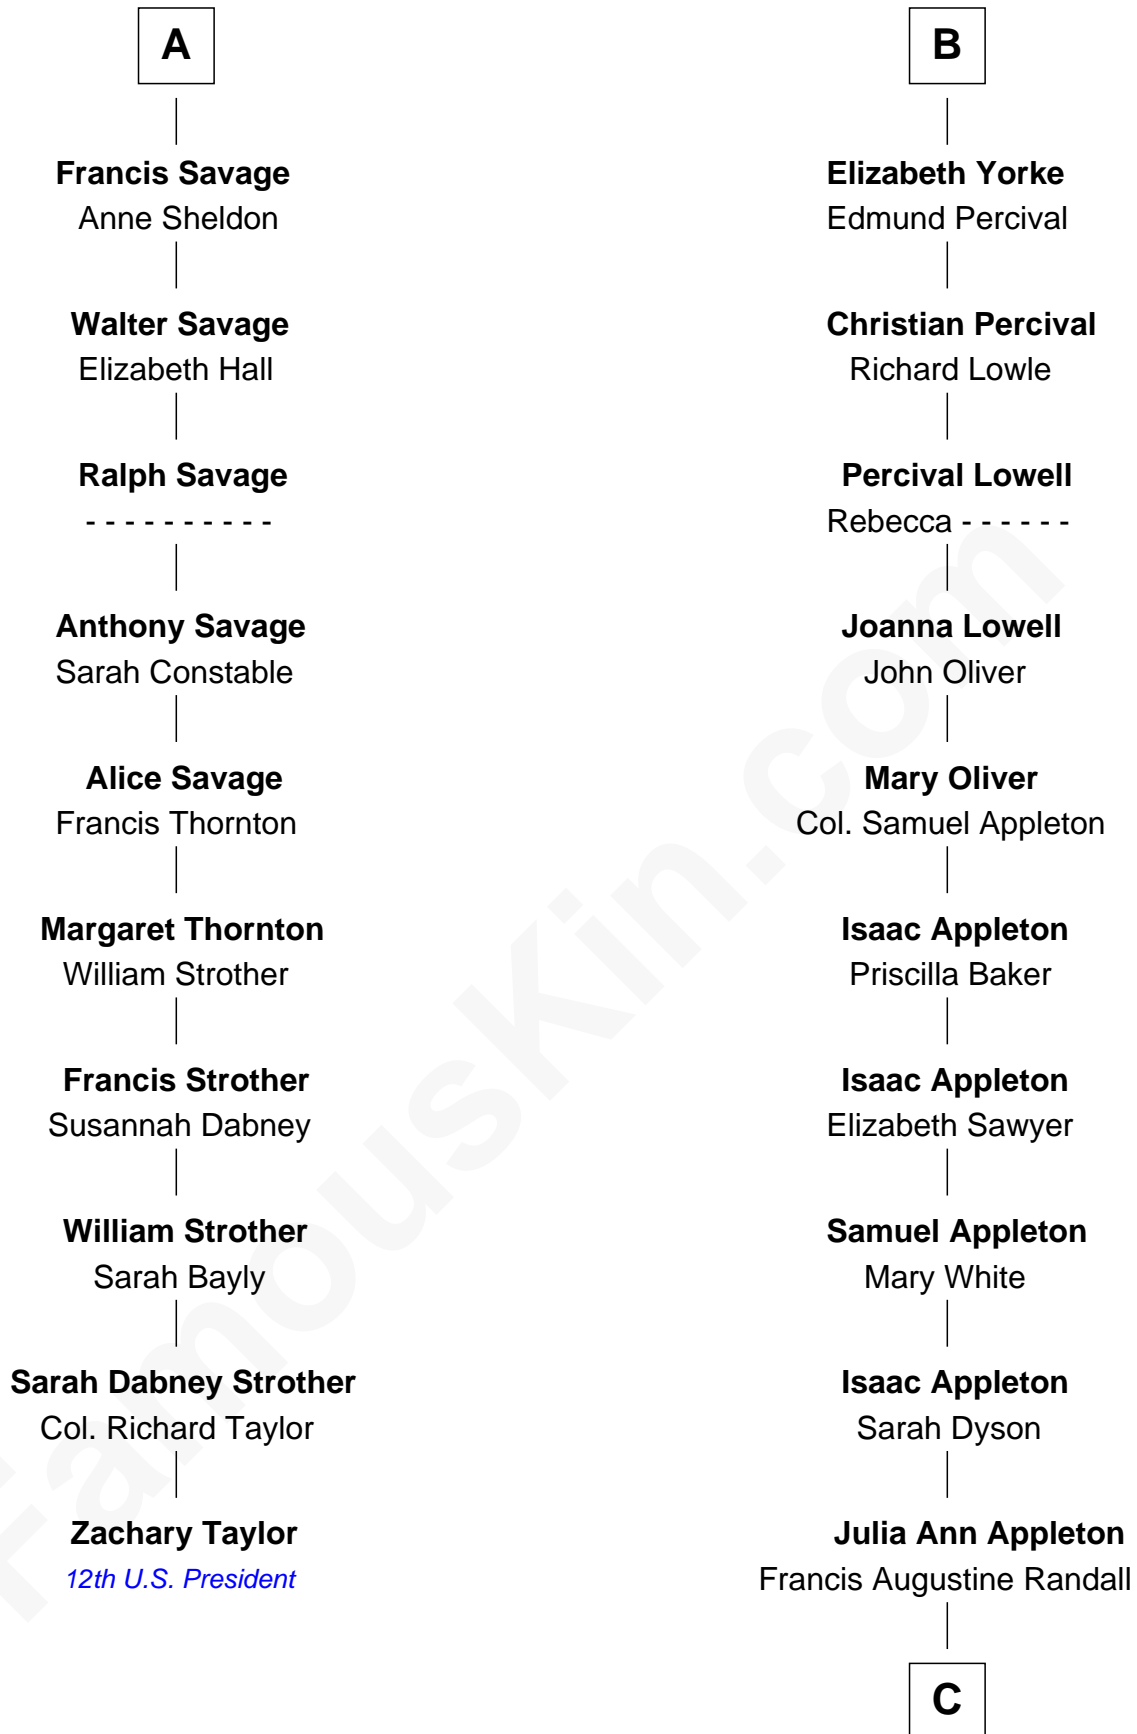 A
Francis Savage
Anne Sheldon
Walter Savage
Elizabeth Hall
Ralph Savage
- - - - - - - - - -
Anthony Savage
Sarah Constable
Alice Savage
Francis Thornton
Margaret Thornton
William Strother
Francis Strother
Susannah Dabney
William Strother
Sarah Bayly
Sarah Dabney Strother
Col. Richard Taylor
Zachary Taylor
12th U.S. President
B
Elizabeth Yorke
Edmund Percival
Christian Percival
Richard Lowle
Percival Lowell
Rebecca - - - - - -
Joanna Lowell
John Oliver
Mary Oliver
Col. Samuel Appleton
Isaac Appleton
Priscilla Baker
Isaac Appleton
Elizabeth Sawyer
Samuel Appleton
Mary White
Isaac Appleton
Sarah Dyson
Julia Ann Appleton
Francis Augustine Randall
C
FamousKin.com